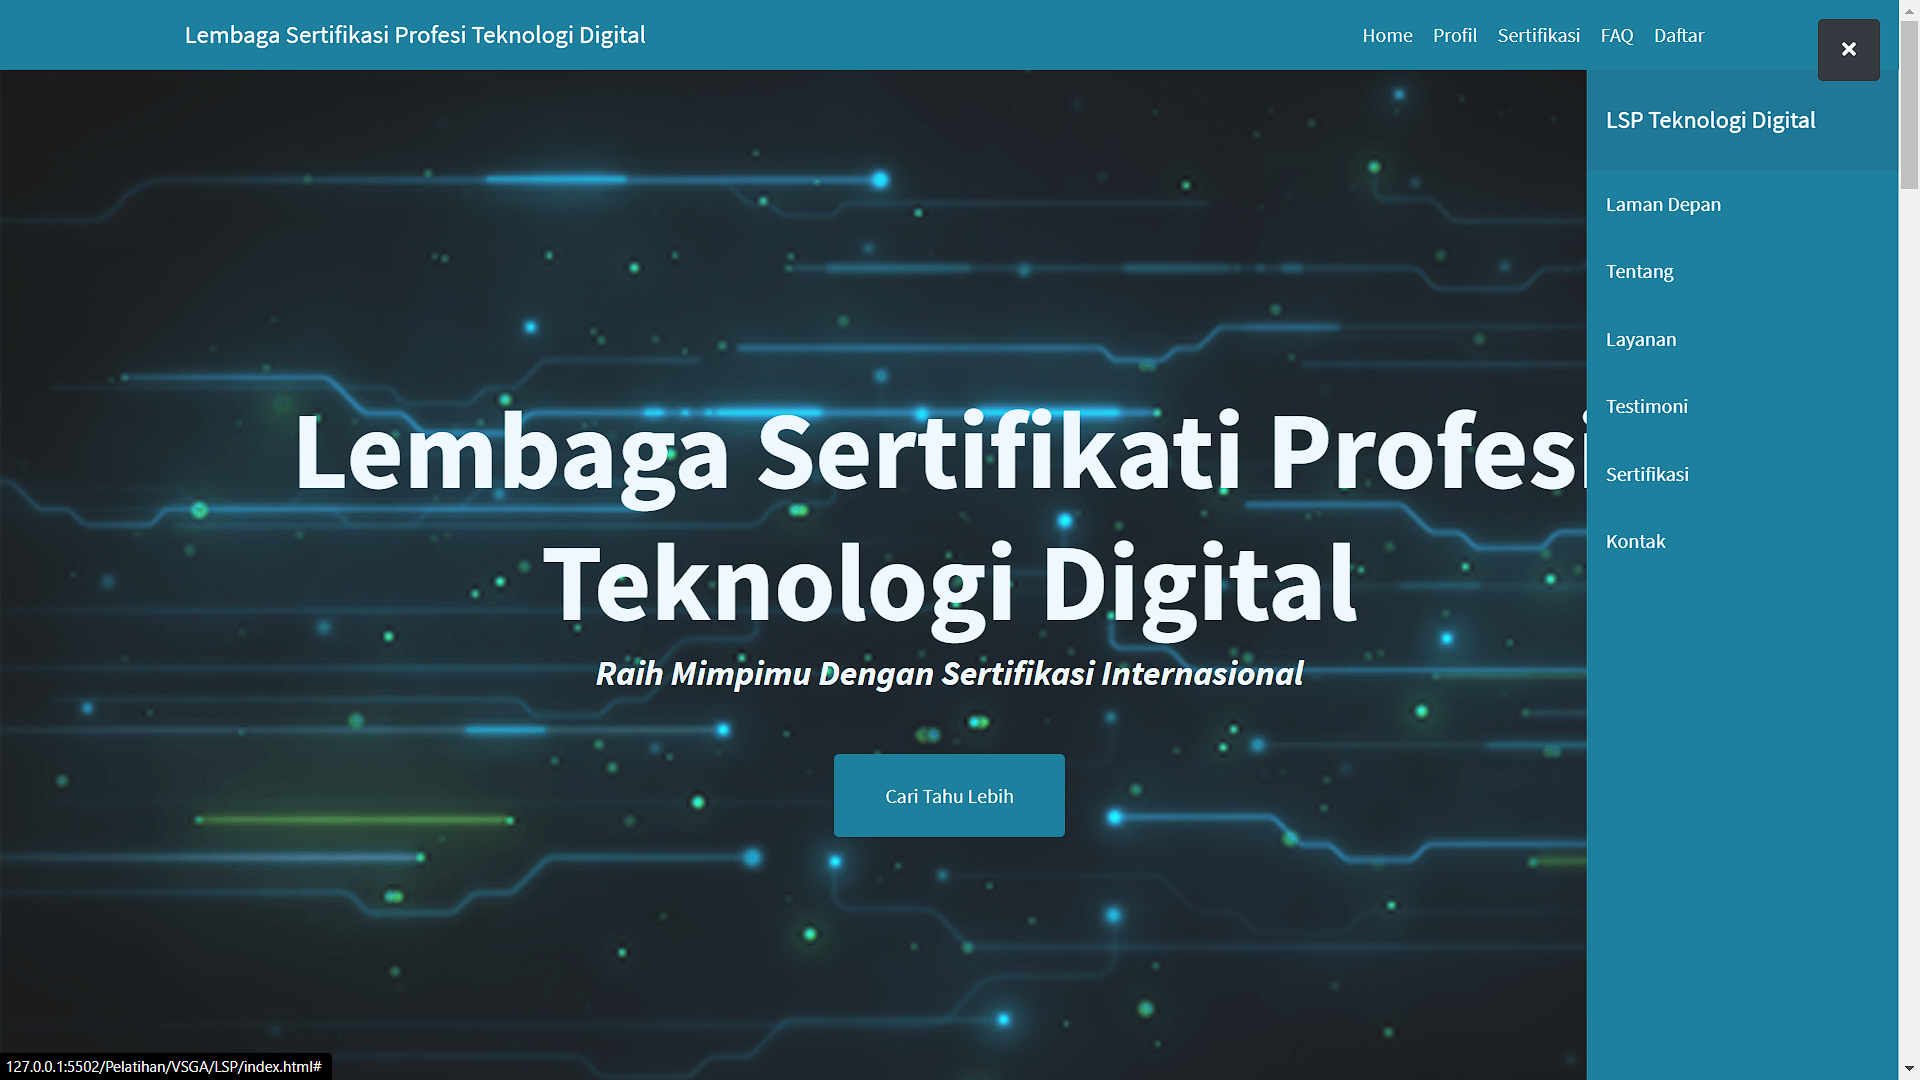 Lembaga Sertifikasi Profesi Teknologi Digital
Home Profil Sertifikasi FAQ Daftar
LSP Teknologi Digital
Laman Depan
Tentang
Layanan
Testimoni
Sertifikasi
Kontak
Lembaga Sertifikati Profesi
Teknologi Digital
Raih Mimpimu Dengan Sertifikasi Internasional
Cari Tahu Lebih
127.0.0.1:5502/Pelatihan/VSGA/LSP/index.html#